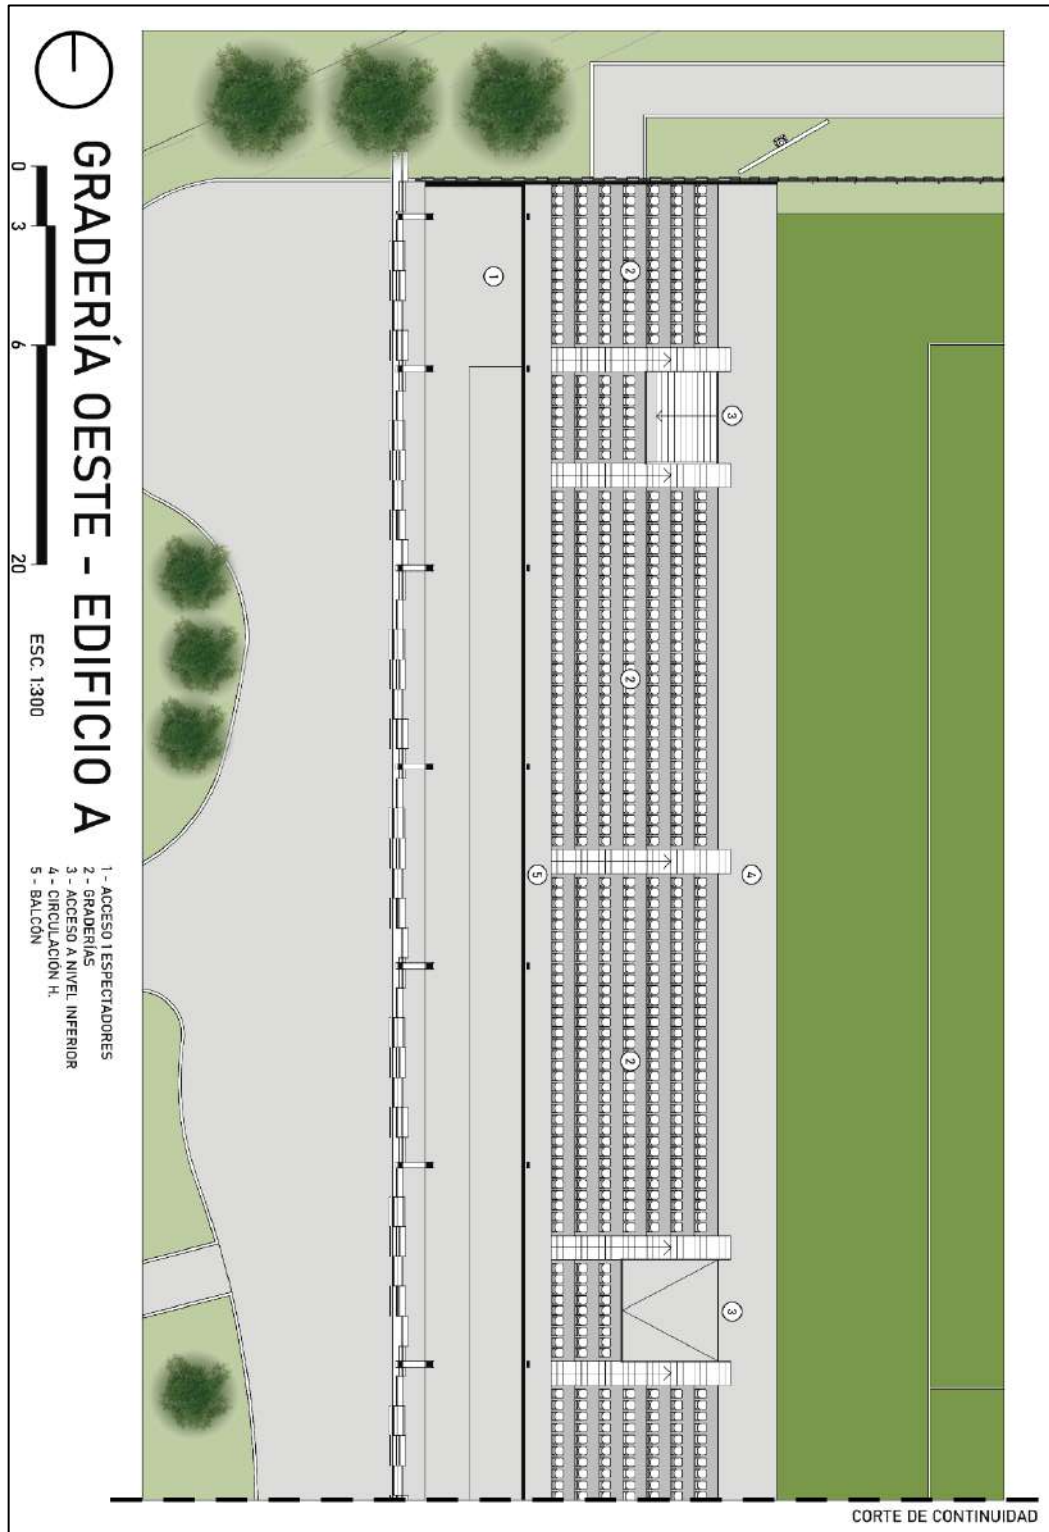 GRADERÍA OESTE - EDIFICIO A
0 3 6 20
ESC. 1:300
1 - ACCESO 1 ESPECTADORES
2 - GRADERÍAS
3 - ACCESO A NIVEL INFERIOR
4 - CIRCULACIÓN H.
5 - BALCÓN
1
2
3
2
5
4
2
3
CORTE DE CONTINUIDAD